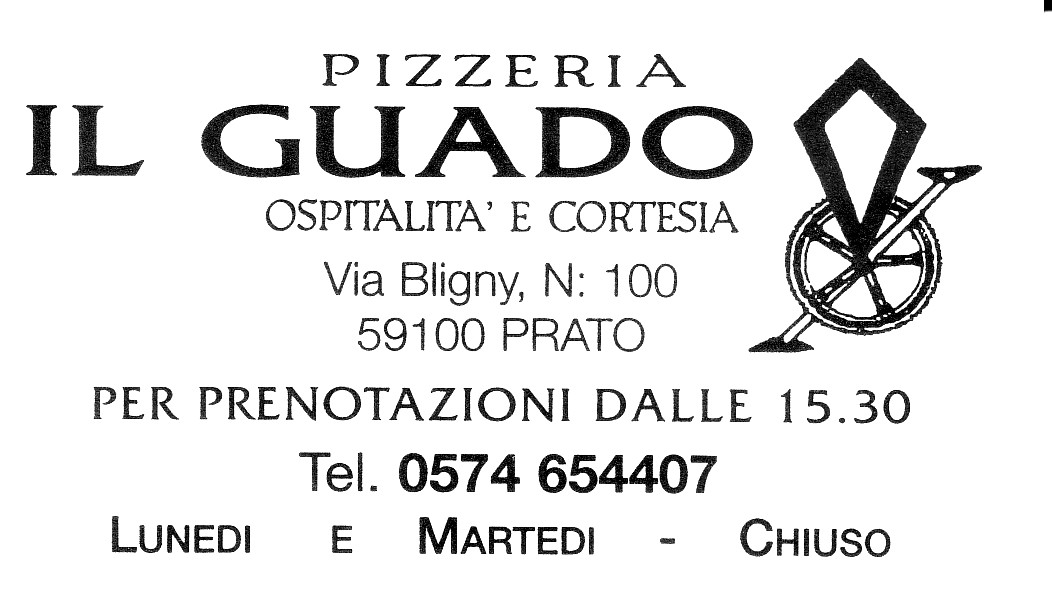 PIZZERIA
IL GUADO
OSPITALITA' E CORTESIA
Via Bligny, N: 100
59100 PRATO
PER PRENOTAZIONI DALLE 15.30
Tel. 0574 654407
LUNEDI E MARTEDI - CHIUSO